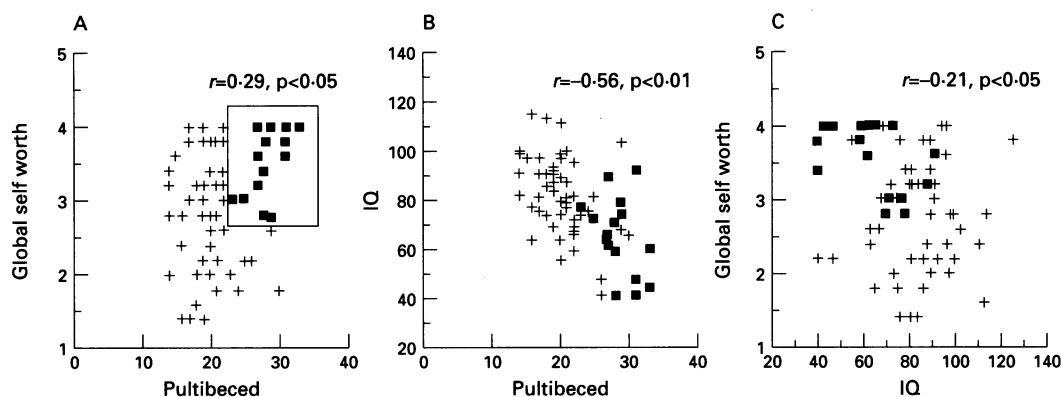 A
r=0·29, p<0·05
5
4
3
2
1
Global self worth
0
10
20
30
40
Pultibeced
B
r=–0·56, p<0·01
140
120
100
80
60
40
20
IQ
0
10
20
30
40
Pultibeced
C
r=–0·21, p<0·05
5
4
3
2
1
Global self worth
20
40
60
80
100
120
140
IQ